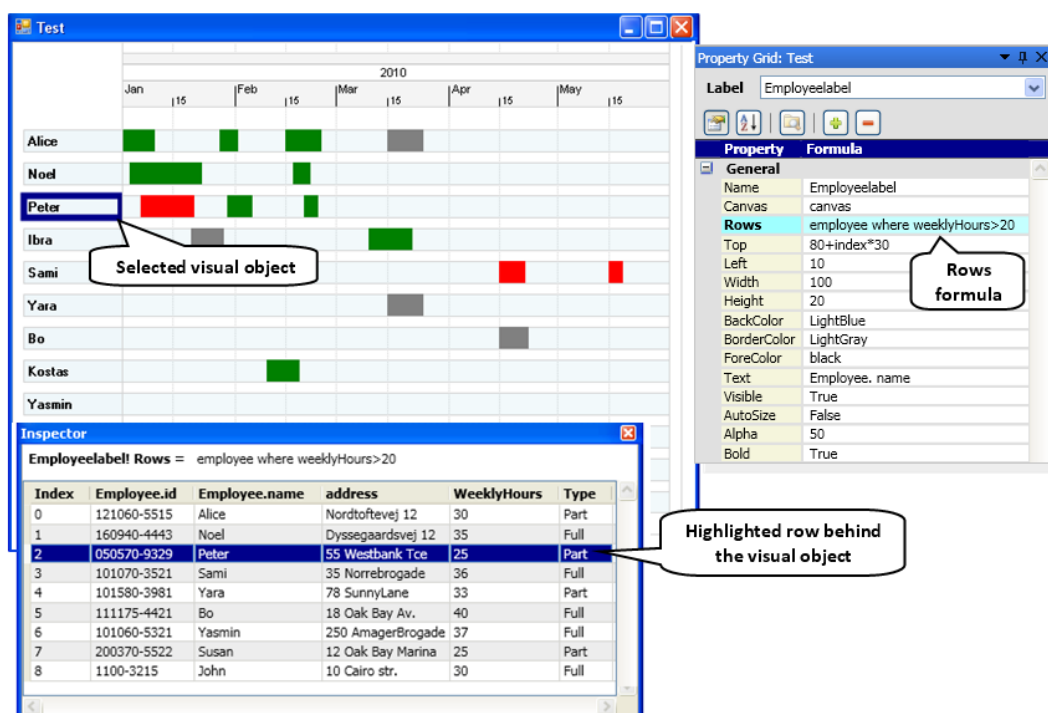 Test
2010
Jan |15 |Feb |15 |Mar |15 |Apr |15 |May |15
Alice
Noel
Peter
Ibra
Sami
Yara
Bo
Kostas
Yasmin
Selected visual object
Property Grid: Test
Label Employeelabel
Property Formula
General
Name Employeelabel
Canvas canvas
Rows employee where weeklyHours>20
Top 80+index*30
Left 10
Width 100
Height 20
BackColor LightBlue
BorderColor LightGray
ForeColor black
Text Employee. name
Visible True
AutoSize False
Alpha 50
Bold True
Rows
formula
Inspector
Employeelabel! Rows = employee where weeklyHours>20
Index Employee.id Employee.name address WeeklyHours Type
0 121060-5515 Alice Nordtoftevej 12 30 Part
1 160940-4443 Noel Dyssegaardsvej 12 35 Full
2 050570-9329 Peter 55 Westbank Tce 25 Part
3 101070-3521 Sami 35 Norrebrogade 36 Full
4 101580-3981 Yara 78 SunnyLane 33 Part
5 111175-4421 Bo 18 Oak Bay Av. 40 Full
6 101060-5321 Yasmin 250 AmagerBrogade 37 Full
7 200370-5522 Susan 12 Oak Bay Marina 25 Part
8 1100-3215 John 10 Cairo str. 30 Full
Highlighted row behind
the visual object